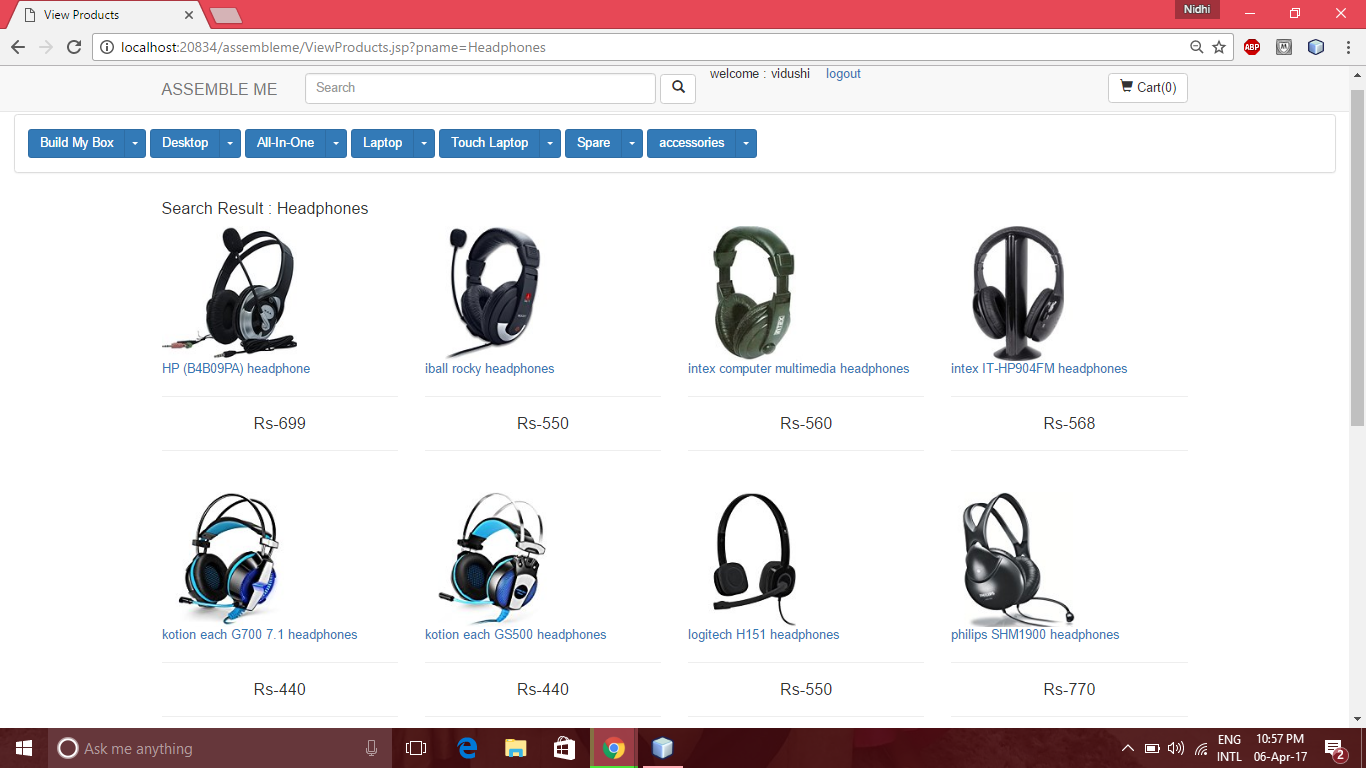 View Products
Nidhi
localhost:20834/assembleme/ViewProducts.jsp?pname=Headphones
ABP
ASSEMBLE ME
Search
welcome : vidushi logout
Cart(0)
Build My Box Desktop All-In-One Laptop Touch Laptop Spare accessories
Search Result : Headphones
INTEX
HP (B4B09PA) headphone
iball rocky headphones
intex computer multimedia headphones
intex IT-HP904FM headphones
Rs-699
Rs-550
Rs-560
Rs-568
PHILIPS
kotion each G700 7.1 headphones
kotion each GS500 headphones
logitech H151 headphones
philips SHM1900 headphones
Rs-440
Rs-440
Rs-550
Rs-770
Ask me anything
ENG
INTL
10:57 PM
06-Apr-17
2